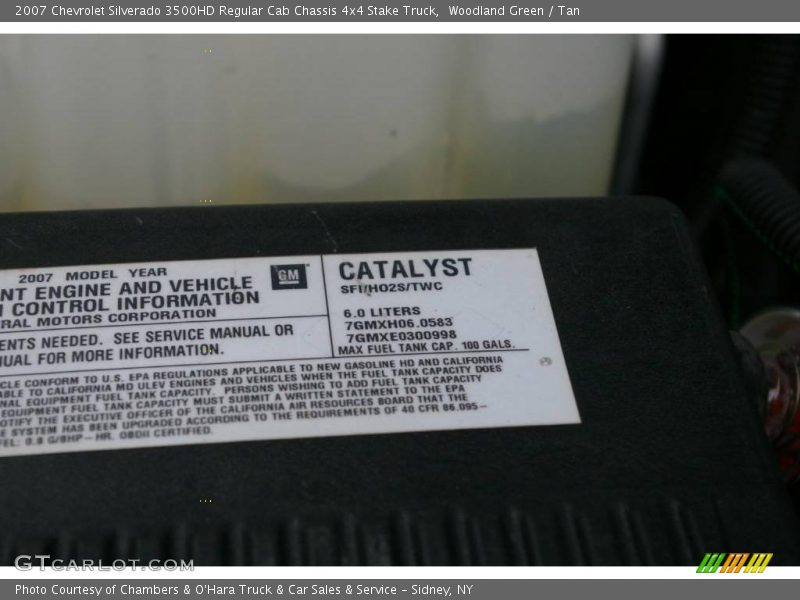 2007 Chevrolet Silverado 3500HD Regular Cab Chassis 4x4 Stake Truck, Woodland Green / Tan
2007 MODEL YEAR
NT ENGINE AND VEHICLE
N CONTROL INFORMATION
RAL MOTORS CORPORATION
GM
ENTS NEEDED. SEE SERVICE MANUAL OR
UAL FOR MORE INFORMATION.
CATALYST
SFI/HO2S/TWC
6.0 LITERS
7GMXH06.0583
7GMXE0300998
MAX FUEL TANK CAP. 100 GALS.
CLE CONFORM TO U.S. EPA REGULATIONS APPLICABLE TO NEW GASOLINE HD AND CALIFORNIA
ABLE TO CALIFORNIA MD ULEV ENGINES AND VEHICLES WHEN THE FUEL TANK CAPACITY DOES
NAL EQUIPMENT FUEL TANK CAPACITY. PERSONS WISHING TO ADD FUEL TANK CAPACITY
EQUIPMENT FUEL TANK CAPACITY MUST SUBMIT A WRITTEN STATEMENT TO THE EPA
OTIFY THE EXECUTIVE OFFICER OF THE CALIFORNIA AIR RESOURCES BOARD THAT THE
E SYSTEM HAS BEEN UPGRADED ACCORDING TO THE REQUIREMENTS OF 40 CFR 86.095-
FEL: 0.8 G/BHP-HR. OBDII CERTIFIED.
GTCARLOT.COM
Photo Courtesy of Chambers & O'Hara Truck & Car Sales & Service - Sidney, NY